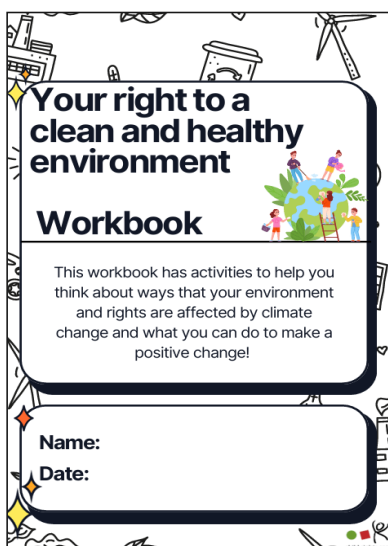 Your right to a
clean and healthy
environment
Workbook
This workbook has activities to help you
think about ways that your environment
and rights are affected by climate
change and what you can do to make a
positive change!
Name:
Date: